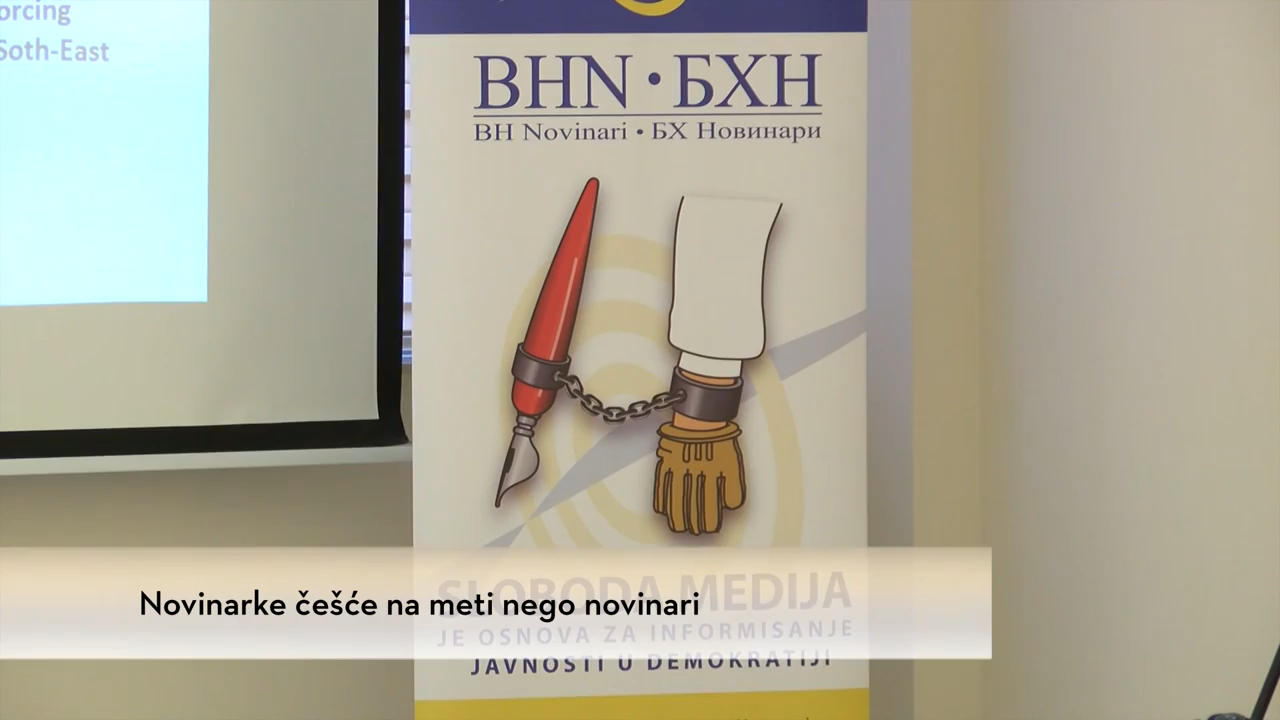 orcing
Soth-East
BHN • БХН
BH Novinari • БХ Новинари
SLOBODA MEDIJA
JE OSNOVA ZA INFORMISANJE
JAVNOSTI U DEMOKRATIJI
Novinarke češće na meti nego novinari